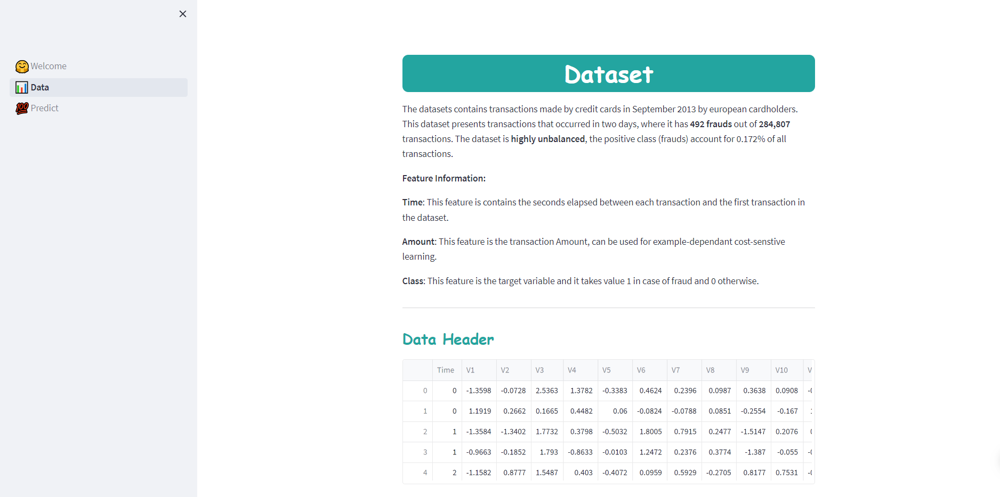 Welcome
Data
Predict
Dataset
The datasets contains transactions made by credit cards in September 2013 by european cardholders.
This dataset presents transactions that occurred in two days, where it has 492 frauds out of 284,807
transactions. The dataset is highly unbalanced, the positive class (frauds) account for 0.172% of all
transactions.
Feature Information:
Time: This feature is contains the seconds elapsed between each transaction and the first transaction in
the dataset.
Amount: This feature is the transaction Amount, can be used for example-dependant cost-senstive
learning.
Class: This feature is the target variable and it takes value 1 in case of fraud and 0 otherwise.
Data Header
Time V1 V2 V3 V4 V5 V6 V7 V8 V9 V10
0 0 -1.3598 -0.0728 2.5363 1.3782 -0.3383 0.4624 0.2396 0.0987 0.3638 0.0908
1 0 1.1919 0.2662 0.1665 0.4482 0.06 -0.0824 -0.0788 0.0851 -0.2554 -0.167
2 1 -1.3584 -1.3402 1.7732 0.3798 -0.5032 1.8005 0.7915 0.2477 -1.5147 0.2076
3 1 -0.9663 -0.1852 1.793 -0.8633 -0.0103 1.2472 0.2376 0.3774 -1.387 -0.055
4 2 -1.1582 0.8777 1.5487 0.403 -0.4072 0.0959 0.5929 -0.2705 0.8177 0.7531